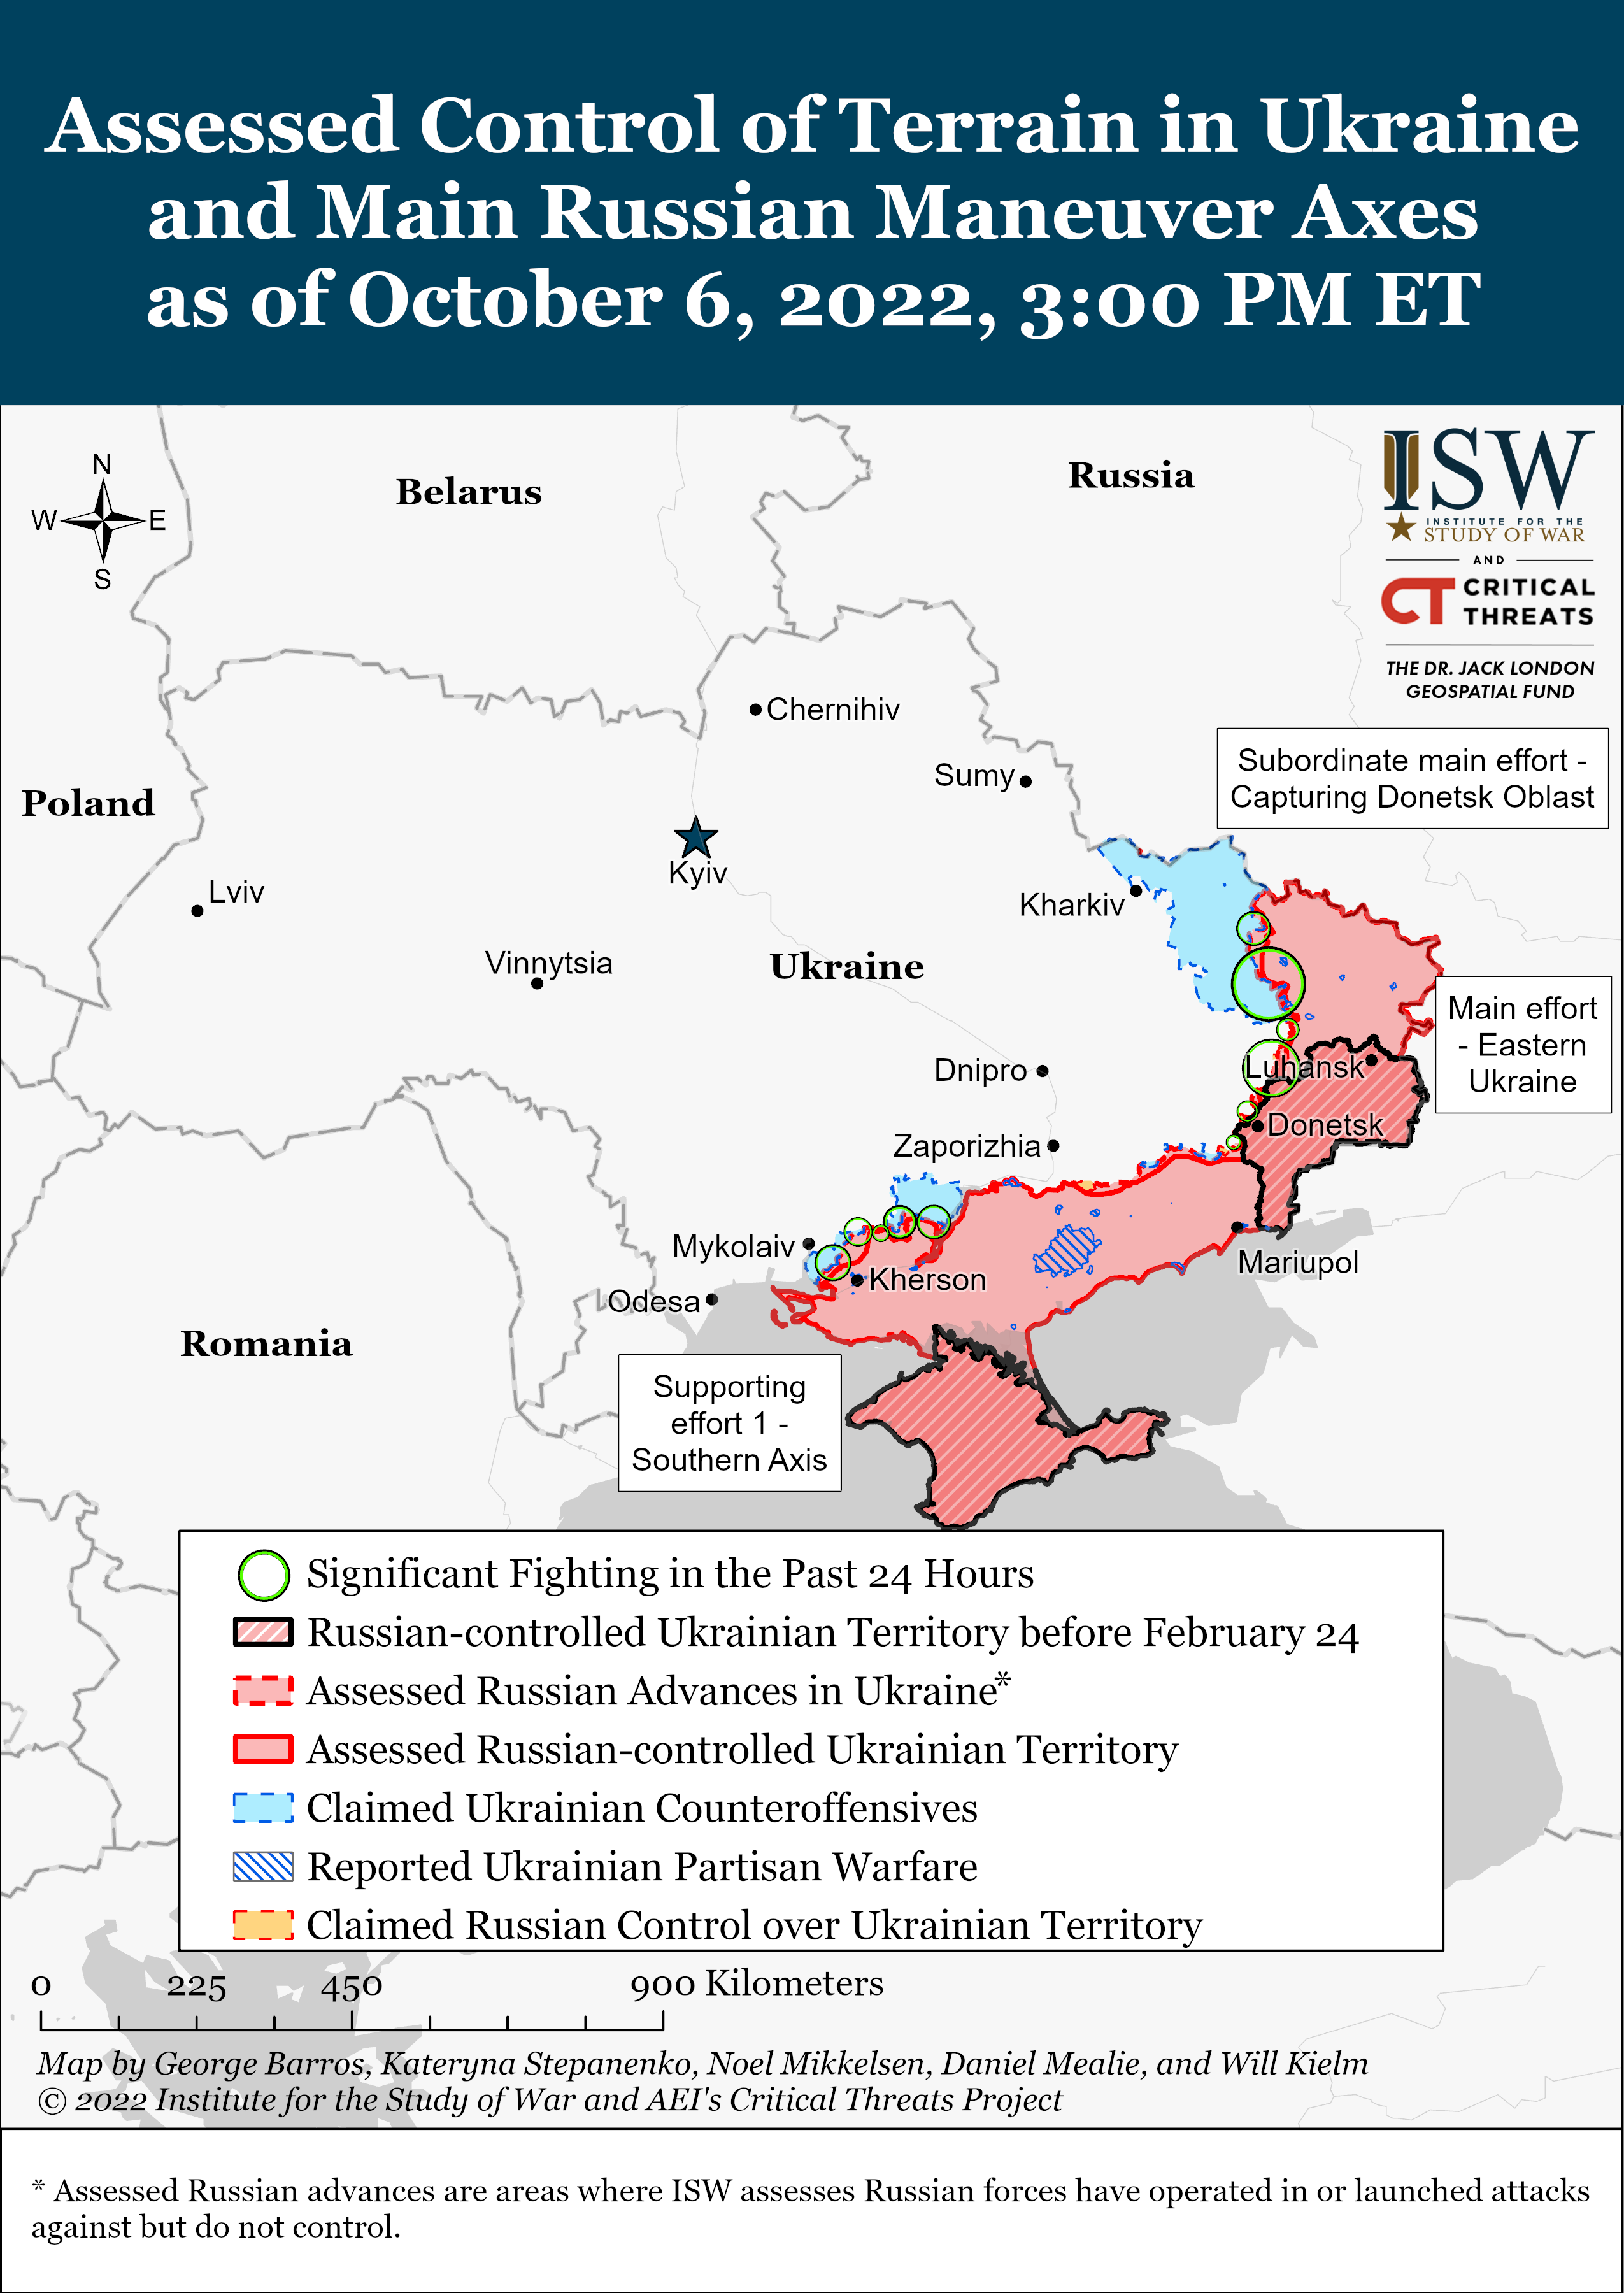 Assessed Control of Terrain in Ukraine
and Main Russian Maneuver Axes
as of October 6, 2022, 3:00 PM ET
N
W
E
S
Belarus
Russia
ISW
INSTITUTE FOR THE
STUDY OF WAR
AND
CT CRITICAL
THREATS
THE DR. JACK LONDON
GEOSPATIAL FUND
Chernihiv
Subordinate main effort -
Capturing Donetsk Oblast
Sumy
Poland
Kyiv
Lviv
Kharkiv
Vinnytsia
Ukraine
Main effort
- Eastern
Ukraine
Dnipro
Luhansk
Donetsk
Zaporizhia
Mykolaiv
Mariupol
Kherson
Odesa
Romania
Supporting
effort 1 -
Southern Axis
Significant Fighting in the Past 24 Hours
Russian-controlled Ukrainian Territory before February 24
Assessed Russian Advances in Ukraine*
Assessed Russian-controlled Ukrainian Territory
Claimed Ukrainian Counteroffensives
Reported Ukrainian Partisan Warfare
Claimed Russian Control over Ukrainian Territory
0 225 450 900 Kilometers
Map by George Barros, Kateryna Stepanenko, Noel Mikkelsen, Daniel Mealie, and Will Kielm
© 2022 Institute for the Study of War and AEI's Critical Threats Project
* Assessed Russian advances are areas where ISW assesses Russian forces have operated in or launched attacks
against but do not control.